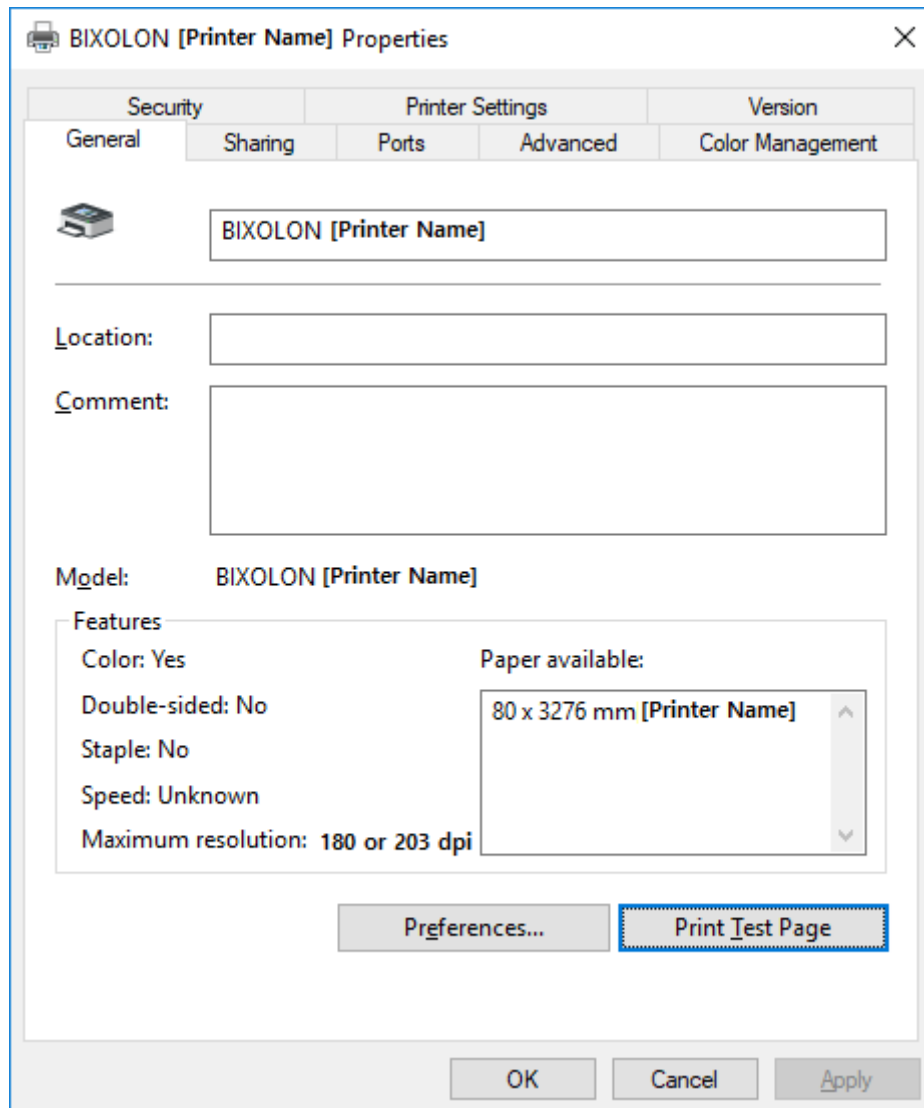 BIXOLON [Printer Name] Properties
Security Printer Settings Version
General Sharing Ports Advanced Color Management
BIXOLON [Printer Name]
Location:
Comment:
Model: BIXOLON [Printer Name]
Features
Color: Yes
Paper available:
Double-sided: No
80 x 3276 mm [Printer Name]
Staple: No
Speed: Unknown
Maximum resolution: 180 or 203 dpi
Preferences... Print Test Page
OK Cancel Apply